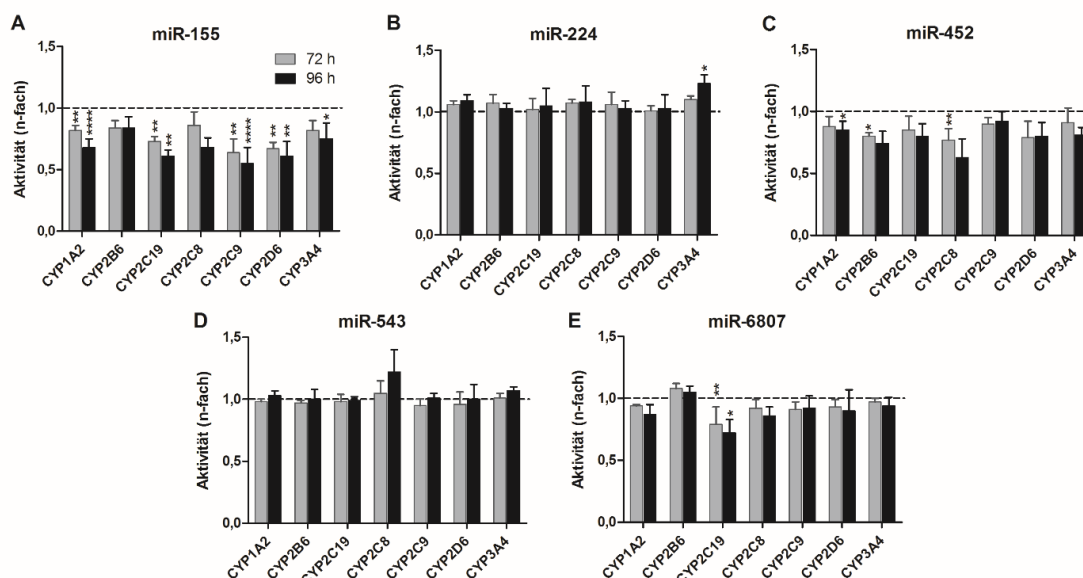 A
miR-155
Aktivität (n-fach)
1,5
1,0
0,5
0,0
72 h
96 h
**
****
**
**
**
****
**
**
*
CYP1A2
CYP2B6
CYP2C19
CYP2C8
CYP2C9
CYP2D6
CYP3A4
B
miR-224
Aktivität (n-fach)
1,5
1,0
0,5
0,0
*
CYP1A2
CYP2B6
CYP2C19
CYP2C8
CYP2C9
CYP2D6
CYP3A4
C
miR-452
Aktivität (n-fach)
1,5
1,0
0,5
0,0
*
*
**
CYP1A2
CYP2B6
CYP2C19
CYP2C8
CYP2C9
CYP2D6
CYP3A4
D
miR-543
Aktivität (n-fach)
1,5
1,0
0,5
0,0
CYP1A2
CYP2B6
CYP2C19
CYP2C8
CYP2C9
CYP2D6
CYP3A4
E
miR-6807
Aktivität (n-fach)
1,5
1,0
0,5
0,0
**
*
CYP1A2
CYP2B6
CYP2C19
CYP2C8
CYP2C9
CYP2D6
CYP3A4